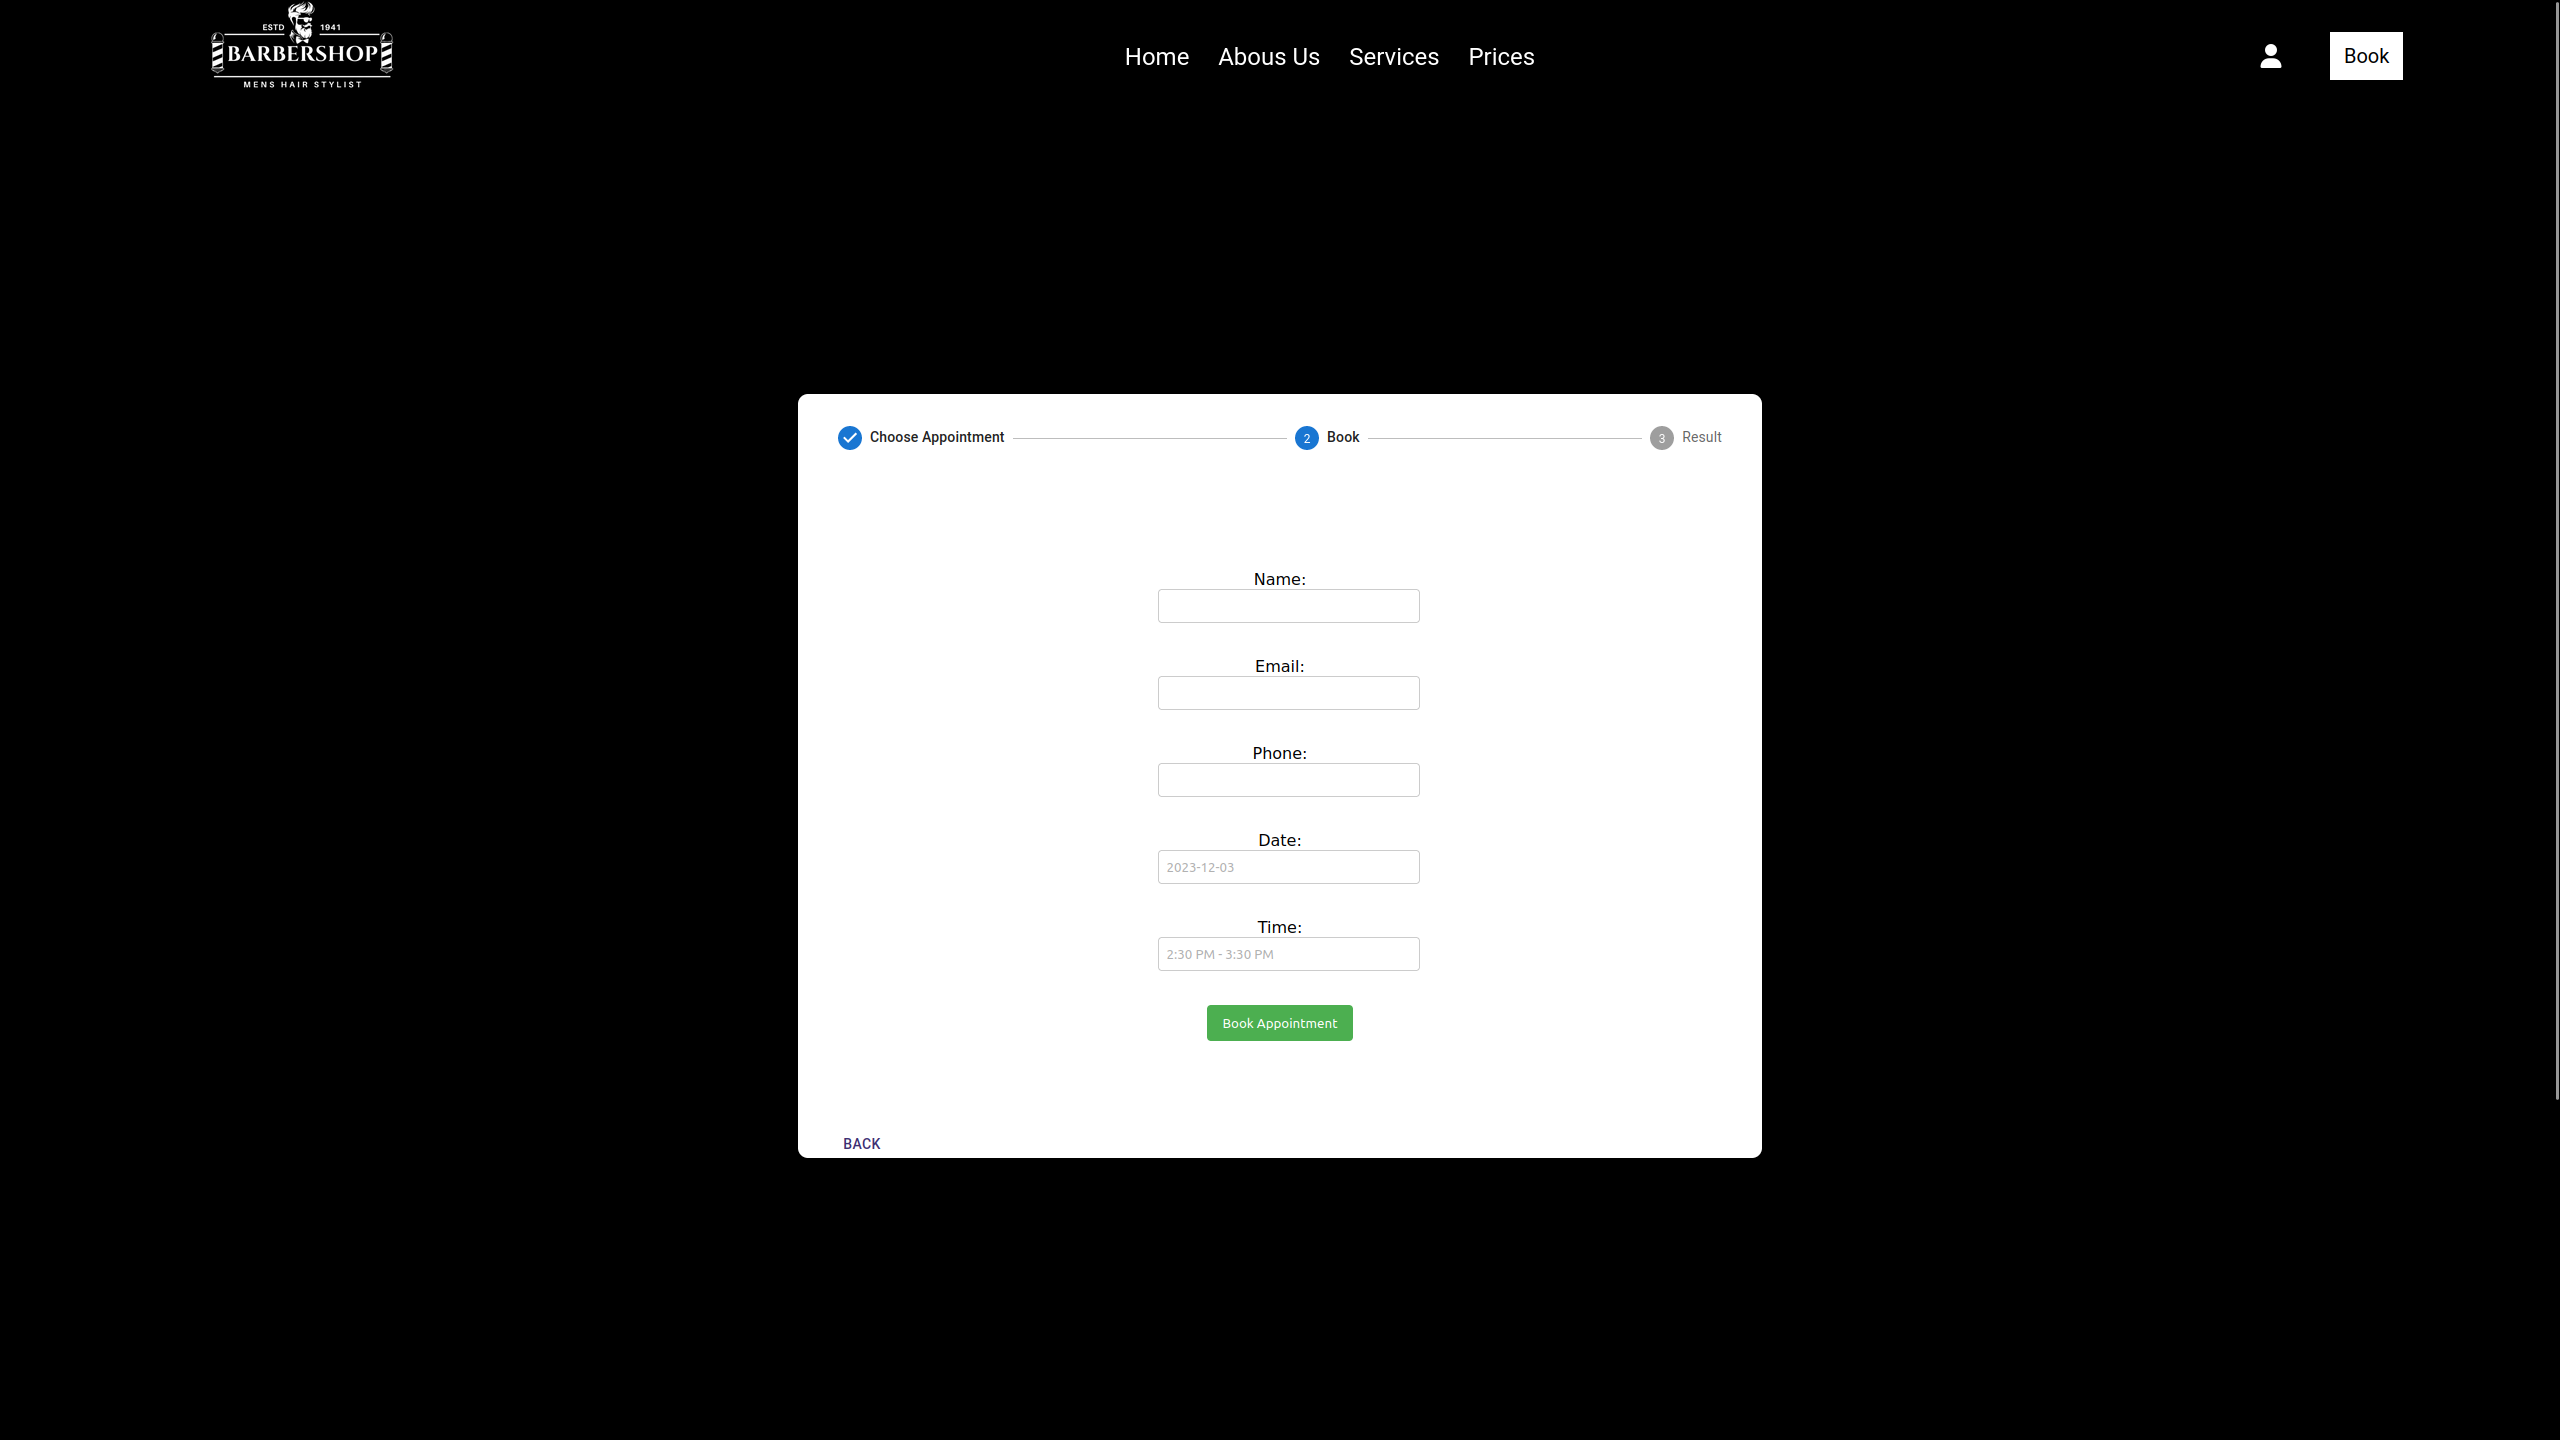 ESTD 1941
BARBERSHOP
MENS HAIR STYLIST
Home Abous Us Services Prices
Book
Choose Appointment 2 Book 3 Result
Name:
Email:
Phone:
Date:
2023-12-03
Time:
2:30 PM - 3:30 PM
Book Appointment
BACK